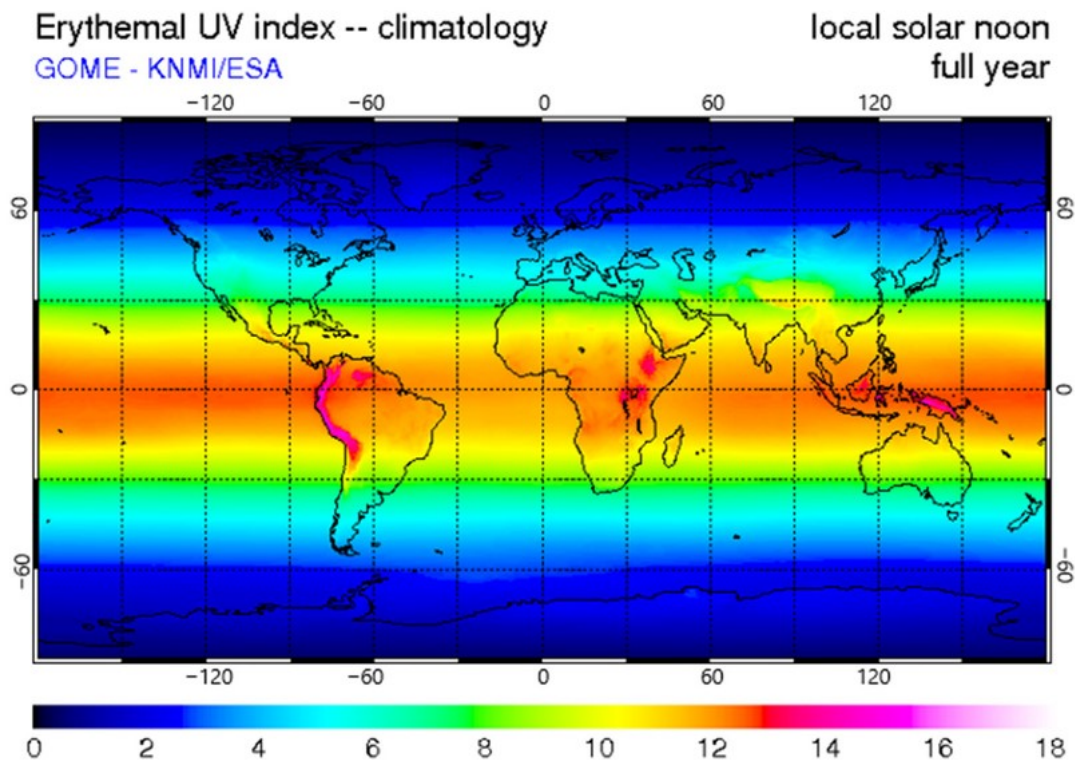 Erythemal UV index -- climatology
local solar noon
GOME - KNMI/ESA
full year
-120 -60 0 60 120
60 60
0 0
-60 -60
-120 -60 0 60 120
0 2 4 6 8 10 12 14 16 18